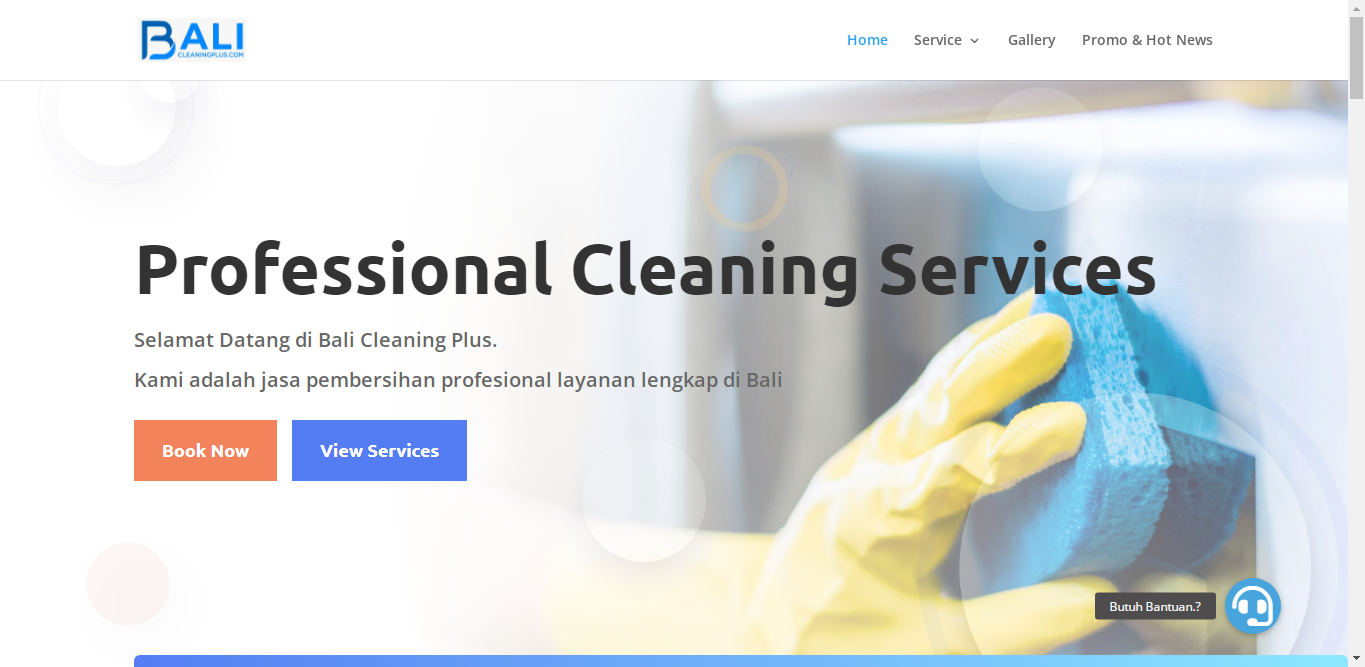 BALI
CLEANINGPLUS.COM
Home
Service
Gallery
Promo & Hot News
Professional Cleaning Services
Selamat Datang di Bali Cleaning Plus.
Kami adalah jasa pembersihan profesional layanan lengkap di Bali
Book Now
View Services
Butuh Bantuan.?